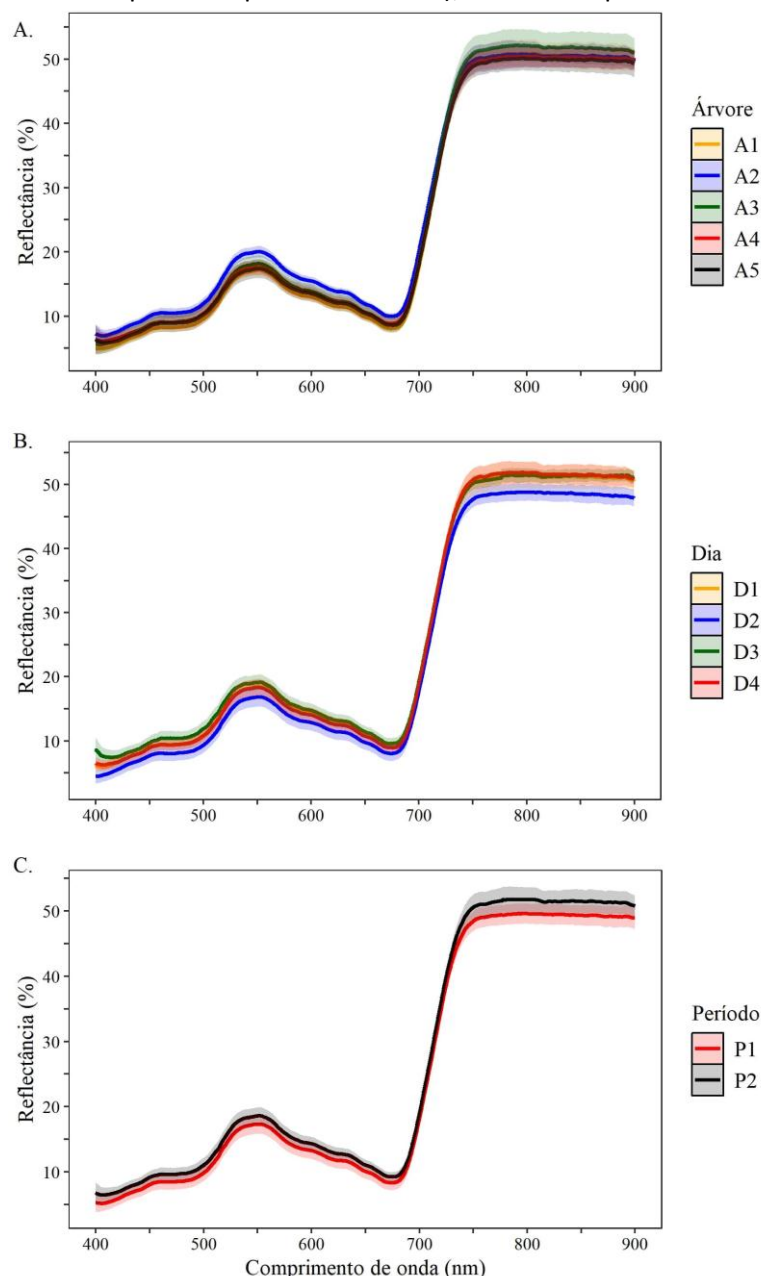 A.
50
40
30
20
10
Reflectância (%)
400
500
600
700
800
900
Árvore
A1
A2
A3
A4
A5
B.
50
40
30
20
10
Reflectância (%)
400
500
600
700
800
900
Dia
D1
D2
D3
D4
C.
50
40
30
20
10
Reflectância (%)
400
500
600
700
800
900
Comprimento de onda (nm)
Período
P1
P2